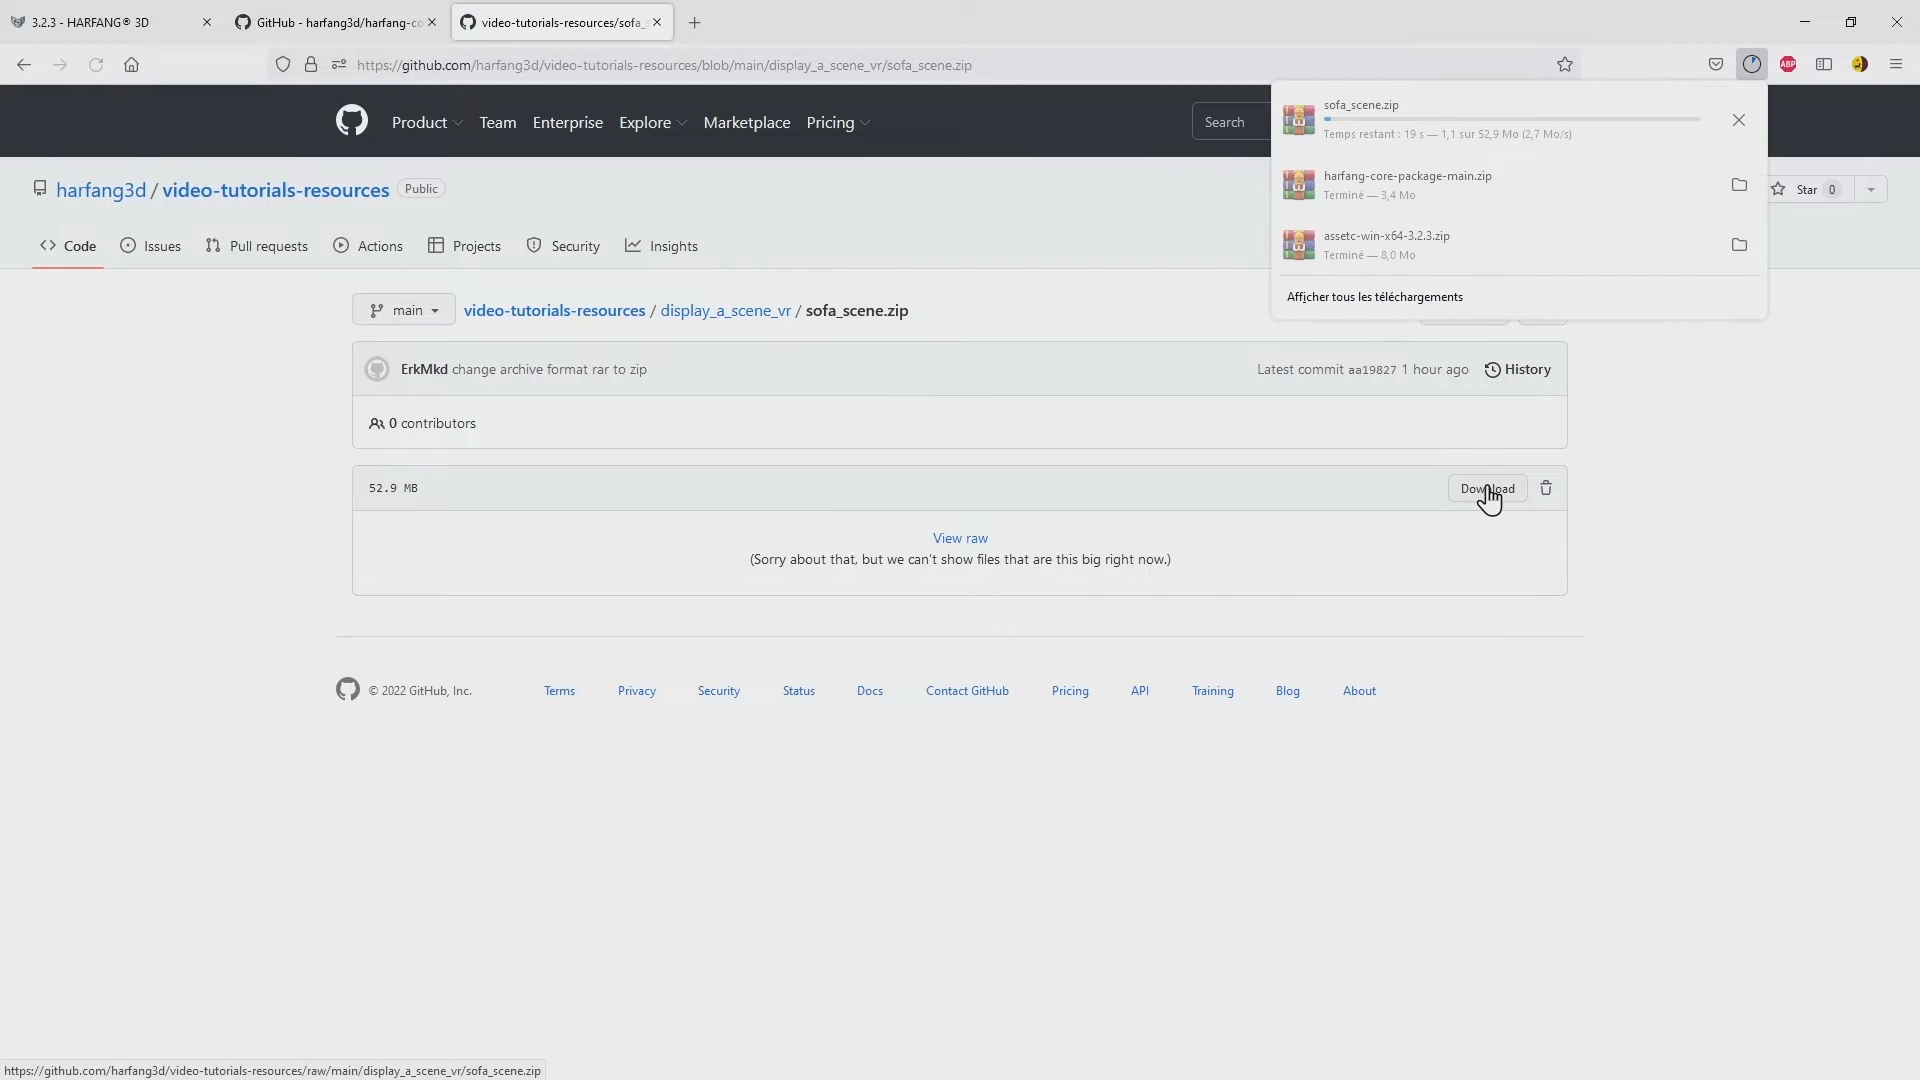 3.2.3 - HARFANG® 3D
GitHub - harfang3d/harfang-co
video-tutorials-resources/sofa_s
https://github.com/harfang3d/video-tutorials-resources/blob/main/display_a_scene_vr/sofa_scene.zip
ABP
Product
Team
Enterprise
Explore
Marketplace
Pricing
Search
sofa_scene.zip
Temps restant : 19 s — 1,1 sur 52,9 Mo (2,7 Mo/s)
harfang-core-package-main.zip
Terminé — 3,4 Mo
assetc-win-x64-3.2.3.zip
Terminé — 8,0 Mo
Afficher tous les téléchargements
harfang3d / video-tutorials-resources
Public
Star 0
Code
Issues
Pull requests
Actions
Projects
Security
Insights
main
video-tutorials-resources / display_a_scene_vr / sofa_scene.zip
ErkMkd change archive format rar to zip
Latest commit aa19827 1 hour ago
History
0 contributors
52.9 MB
Download
View raw
(Sorry about that, but we can't show files that are this big right now.)
© 2022 GitHub, Inc.
Terms
Privacy
Security
Status
Docs
Contact GitHub
Pricing
API
Training
Blog
About
https://github.com/harfang3d/video-tutorials-resources/raw/main/display_a_scene_vr/sofa_scene.zip